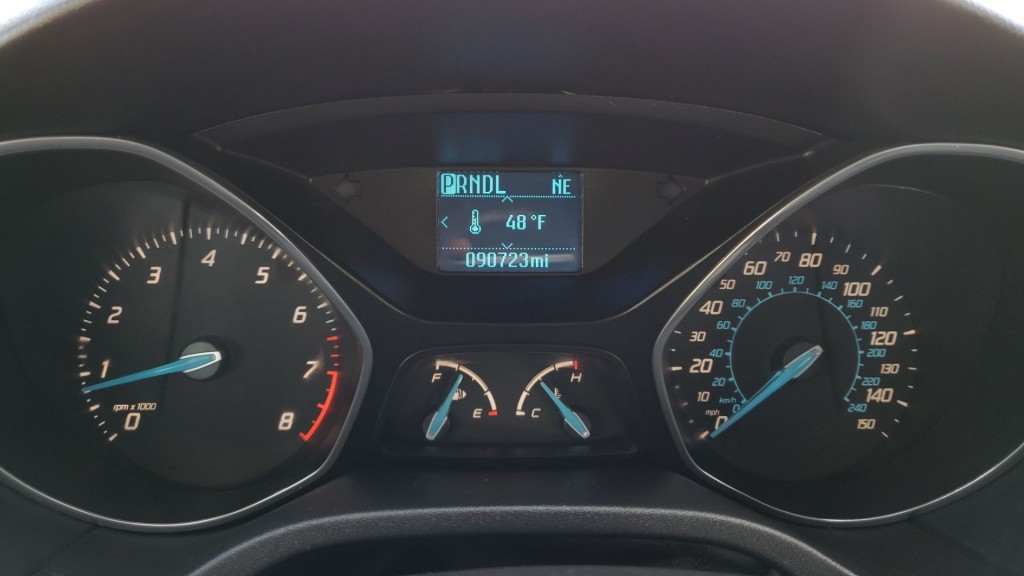 PRNDL NE
48 °F
090723mi
0 1 2 3 4 5 6 7 8
rpm x 1000
F E
C H
0 10 20 30 40 50 60 70 80 90 100 110 120 130 140 150
mph
0 20 40 60 80 100 120 140 160 180 200 220 240
km/h